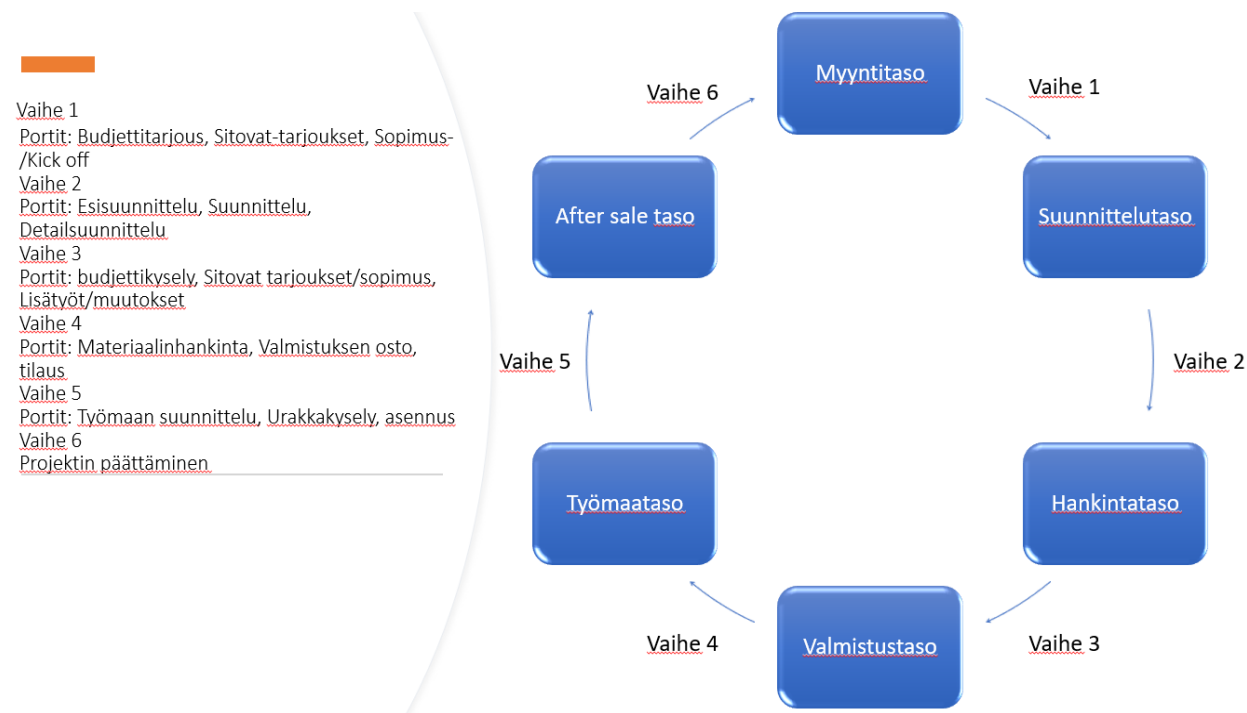 Vaihe 1
Portit: Budjettitarjous, Sitovat-tarjoukset, Sopimus-
/Kick off
Vaihe 2
Portit: Esisuunnittelu, Suunnittelu,
Detailsuunnittelu
Vaihe 3
Portit: budjettikysely, Sitovat tarjoukset/sopimus,
Lisätyöt/muutokset
Vaihe 4
Portit: Materiaalinhankinta, Valmistuksen osto,
tilaus
Vaihe 5
Portit: Työmaan suunnittelu, Urakkakysely, asennus
Vaihe 6
Projektin päättäminen
Myyntitaso
Vaihe 1
Suunnittelutaso
Vaihe 2
Hankintataso
Vaihe 3
Valmistustaso
Vaihe 4
Työmaataso
Vaihe 5
After sale taso
Vaihe 6